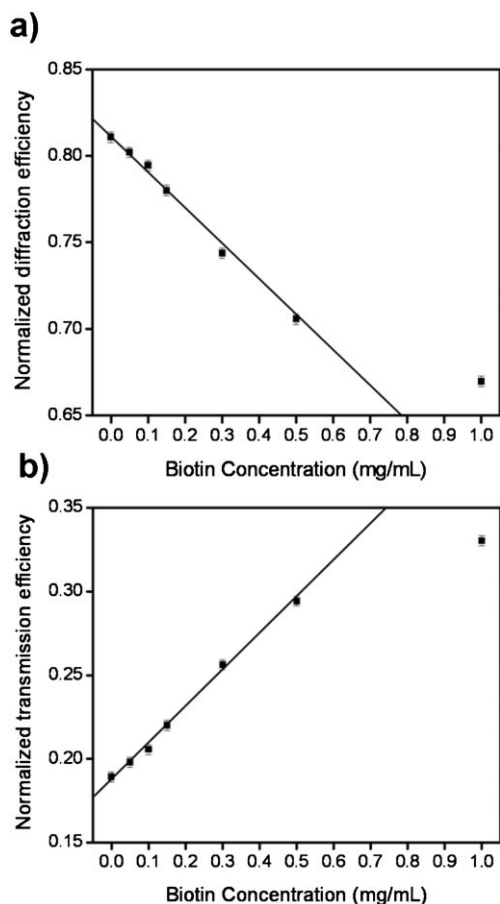 a)
0.85
0.80
0.75
0.70
0.65
Normalized diffraction efficiency
0.0 0.1 0.2 0.3 0.4 0.5 0.6 0.7 0.8 0.9 1.0
Biotin Concentration (mg/mL)
b)
0.35
0.30
0.25
0.20
0.15
Normalized transmission efficiency
0.0 0.1 0.2 0.3 0.4 0.5 0.6 0.7 0.8 0.9 1.0
Biotin Concentration (mg/mL)